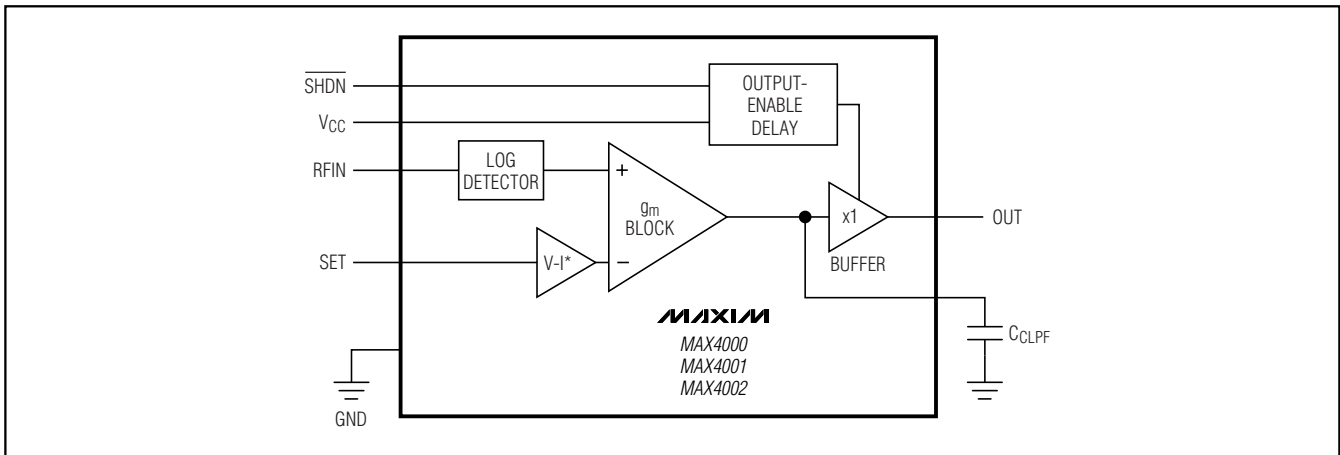 SHDN
VCC
RFIN
SET
GND
LOG
DETECTOR
+
gm
BLOCK
V-I*
−
OUTPUT-
ENABLE
DELAY
x1
BUFFER
OUT
CCLPF
MAXIM
MAX4000
MAX4001
MAX4002